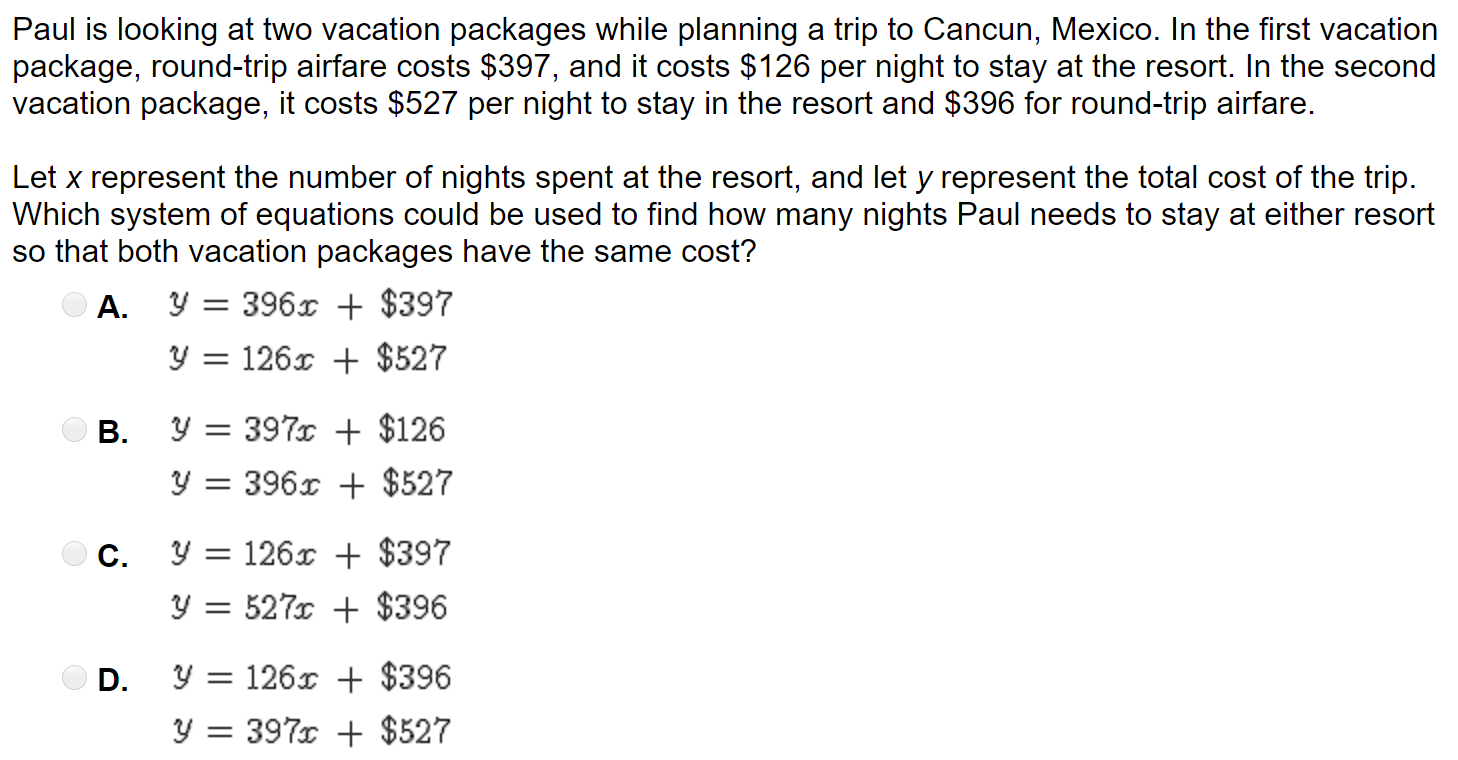 Paul is looking at two vacation packages while planning a trip to Cancun, Mexico. In the first vacation
package, round-trip airfare costs $397, and it costs $126 per night to stay at the resort. In the second
vacation package, it costs $527 per night to stay in the resort and $396 for round-trip airfare.
Let x represent the number of nights spent at the resort, and let y represent the total cost of the trip.
Which system of equations could be used to find how many nights Paul needs to stay at either resort
so that both vacation packages have the same cost?
A. y = 396x + $397
y = 126x + $527
B. y = 397x + $126
y = 396x + $527
C. y = 126x + $397
y = 527x + $396
D. y = 126x + $396
y = 397x + $527